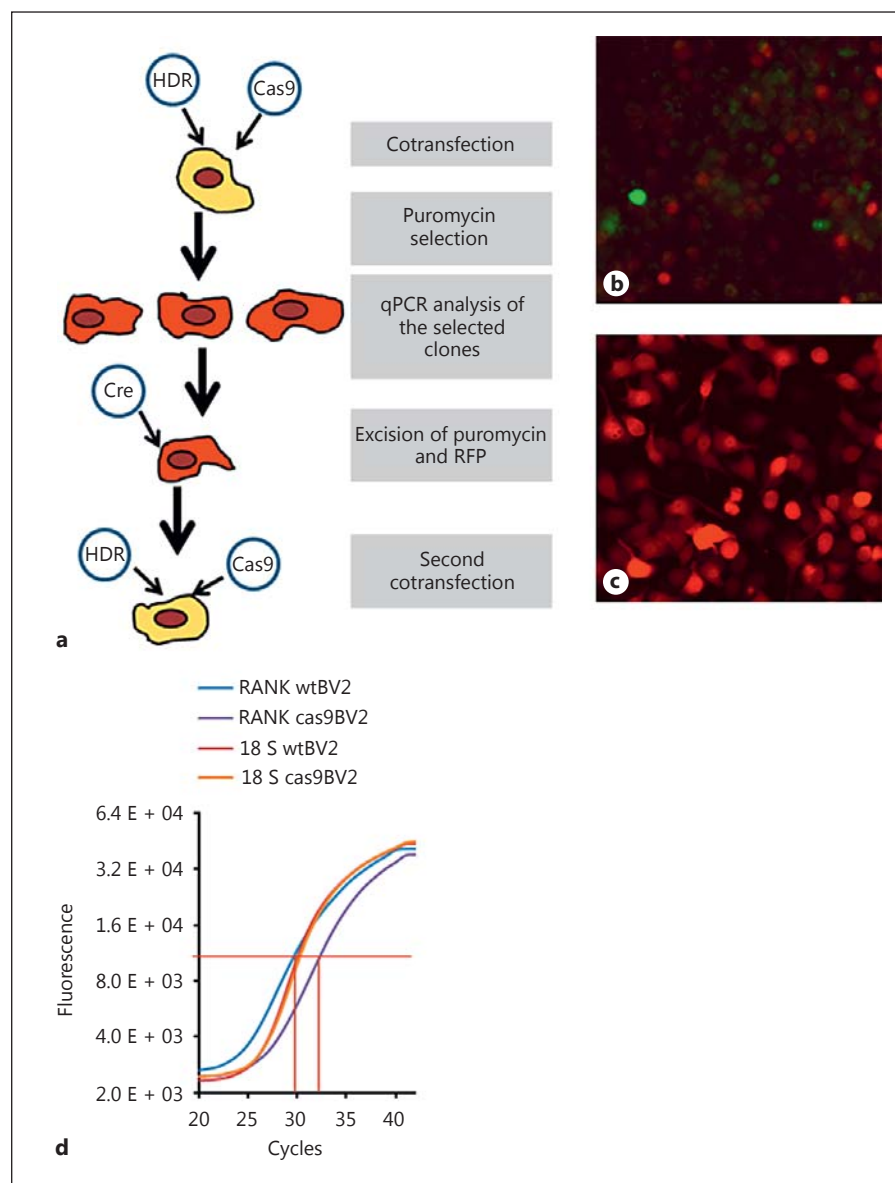 HDR
Cas9
Cotransfection
Puromycin
selection
qPCR analysis of
the selected
clones
Cre
Excision of puromycin
and RFP
HDR
Cas9
Second
cotransfection
a
b
c
RANK wtBV2
RANK cas9BV2
18 S wtBV2
18 S cas9BV2
6.4 E + 04
3.2 E + 04
1.6 E + 04
8.0 E + 03
4.0 E + 03
2.0 E + 03
Fluorescence
20 25 30 35 40
Cycles
d